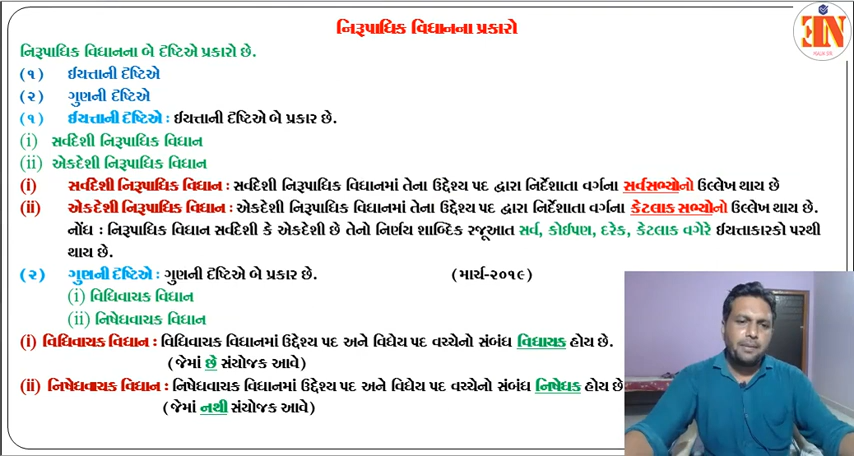 નિરૂપાધિક વિધાનના પ્રકારો
નિરૂપાધિક વિધાનના બે દૃષ્ટિએ પ્રકારો છે.
(૧) ઈયત્તાની દૃષ્ટિએ
(૨) ગુણની દૃષ્ટિએ
(૧) ઈયત્તાની દૃષ્ટિએ : ઈયત્તાની દૃષ્ટિએ બે પ્રકાર છે.
(i) સર્વદેશી નિરૂપાધિક વિધાન
(ii) એકદેશી નિરૂપાધિક વિધાન
(i) સર્વદેશી નિરૂપાધિક વિધાન : સર્વદેશી નિરૂપાધિક વિધાનમાં તેના ઉદ્દેશ્ય પદ દ્વારા નિર્દેશાતા વર્ગના સર્વસભ્યોનો ઉલ્લેખ થાય છે
(ii) એકદેશી નિરૂપાધિક વિધાન : એકદેશી નિરૂપાધિક વિધાનમાં તેના ઉદ્દેશ્ય પદ દ્વારા નિર્દેશાતા વર્ગના કેટલાક સભ્યોનો ઉલ્લેખ થાય છે.
નોંધ : નિરૂપાધિક વિધાન સર્વદેશી કે એકદેશી છે તેનો નિર્ણય શાબ્દિક રજૂઆત સર્વ, કોઈપણ, દરેક, કેટલાક વગેરે ઈયત્તાકારકો પરથી
થાય છે.
(૨) ગુણની દૃષ્ટિએ : ગુણની દૃષ્ટિએ બે પ્રકાર છે. (માર્ચ-૨૦૧૯)
(i) વિધિવાચક વિધાન
(ii) નિષેધવાચક વિધાન
(i) વિધિવાચક વિધાન : વિધિવાચક વિધાનમાં ઉદ્દેશ્ય પદ અને વિધેય પદ વચ્ચેનો સંબંધ વિધાયક હોય છે.
(જેમાં છે સંયોજક આવે)
(ii) નિષેધવાચક વિધાન : નિષેધવાચક વિધાનમાં ઉદ્દેશ્ય પદ અને વિધેય પદ વચ્ચેનો સંબંધ નિષેધક હોય છે
(જેમાં નથી સંયોજક આવે)